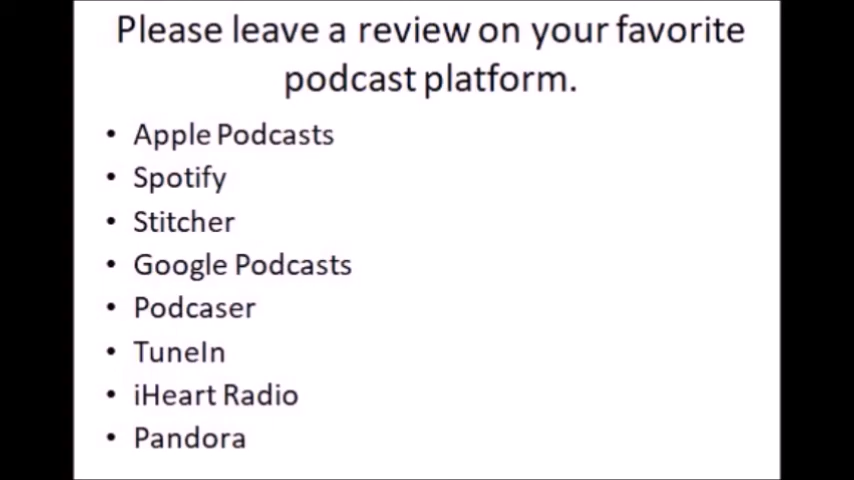 Please leave a review on your favorite
podcast platform.
• Apple Podcasts
• Spotify
• Stitcher
• Google Podcasts
• Podcaser
• TuneIn
• iHeart Radio
• Pandora